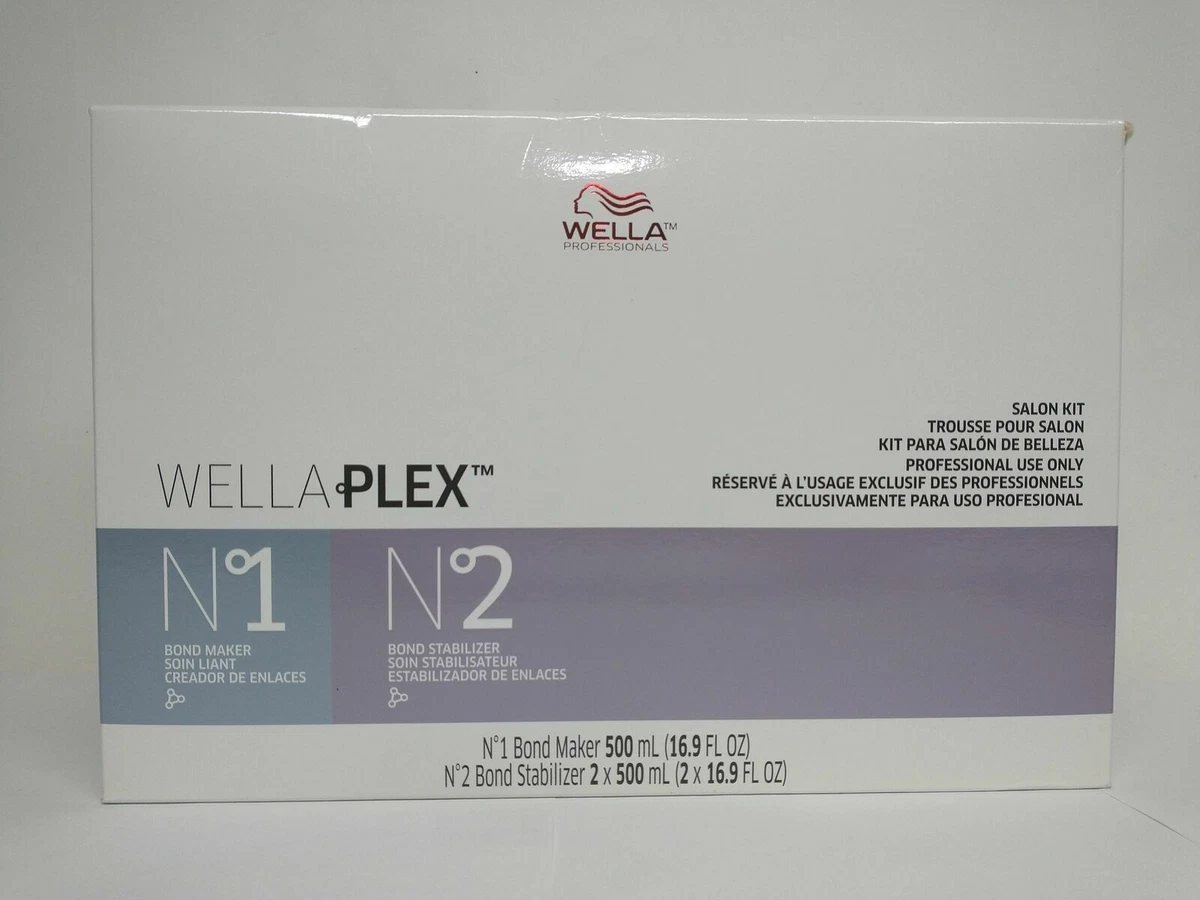 WELLA™
PROFESSIONALS
SALON KIT
TROUSSE POUR SALON
KIT PARA SALÓN DE BELLEZA
PROFESSIONAL USE ONLY
RÉSERVÉ À L'USAGE EXCLUSIF DES PROFESSIONNELS
EXCLUSIVAMENTE PARA USO PROFESIONAL
WELLAPLEX™
N°1
BOND MAKER
SOIN LIANT
CREADOR DE ENLACES
N°2
BOND STABILIZER
SOIN STABILISATEUR
ESTABILIZADOR DE ENLACES
N°1 Bond Maker 500 mL (16.9 FL OZ)
N°2 Bond Stabilizer 2 x 500 mL (2 x 16.9 FL OZ)